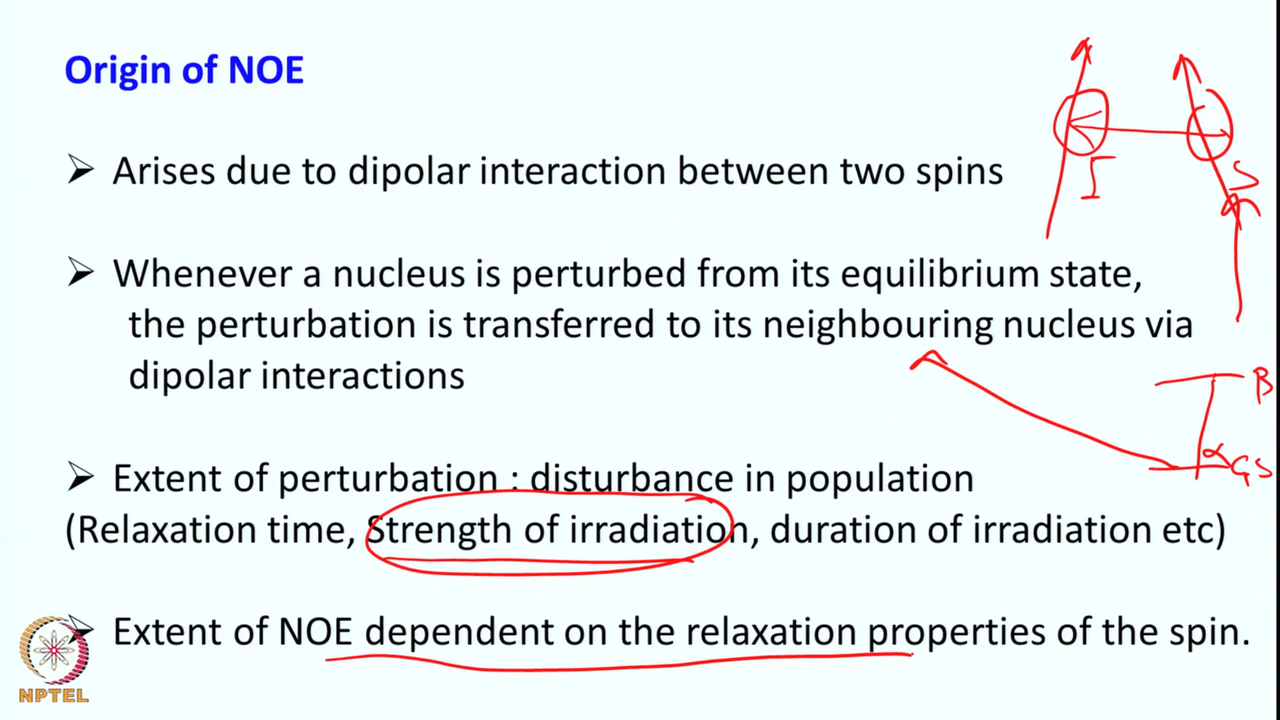 Origin of NOE
➢ Arises due to dipolar interaction between two spins
I
S
➢ Whenever a nucleus is perturbed from its equilibrium state,
the perturbation is transferred to its neighbouring nucleus via
dipolar interactions
β
α GS
➢ Extent of perturbation : disturbance in population
(Relaxation time, Strength of irradiation, duration of irradiation etc)
➢ Extent of NOE dependent on the relaxation properties of the spin.
NPTEL